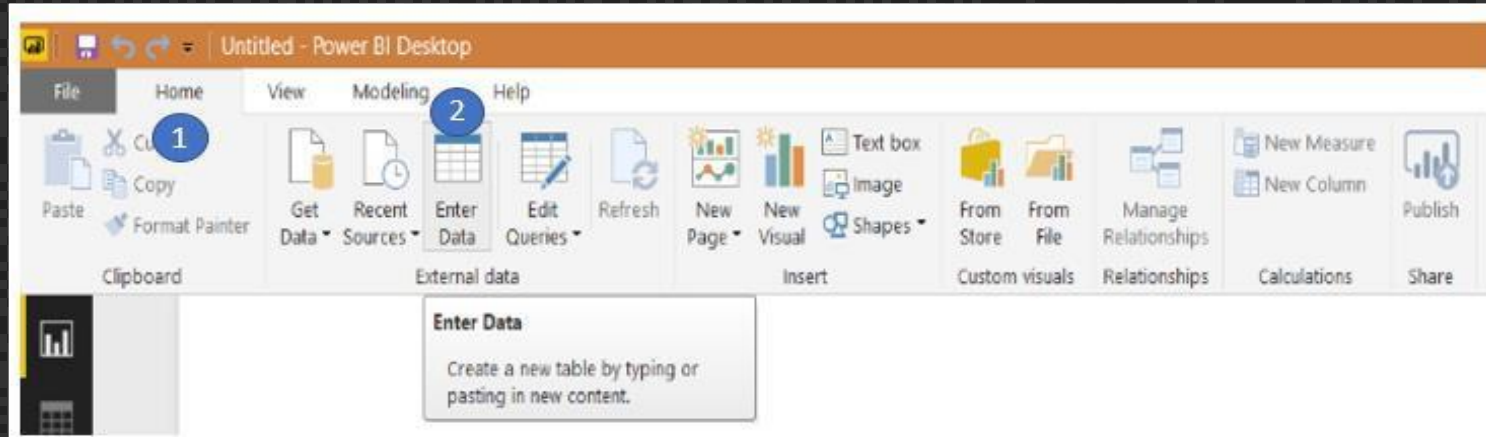 Untitled - Power BI Desktop
File Home View Modeling Help
1
2
Paste
Copy
Format Painter
Clipboard
Get Data
Recent Sources
Enter Data
Edit Queries
Refresh
External data
New Page
New Visual
Text box
Image
Shapes
Insert
From Store
From File
Custom visuals
Manage Relationships
Relationships
New Measure
New Column
Calculations
Publish
Share
Enter Data
Create a new table by typing or
pasting in new content.